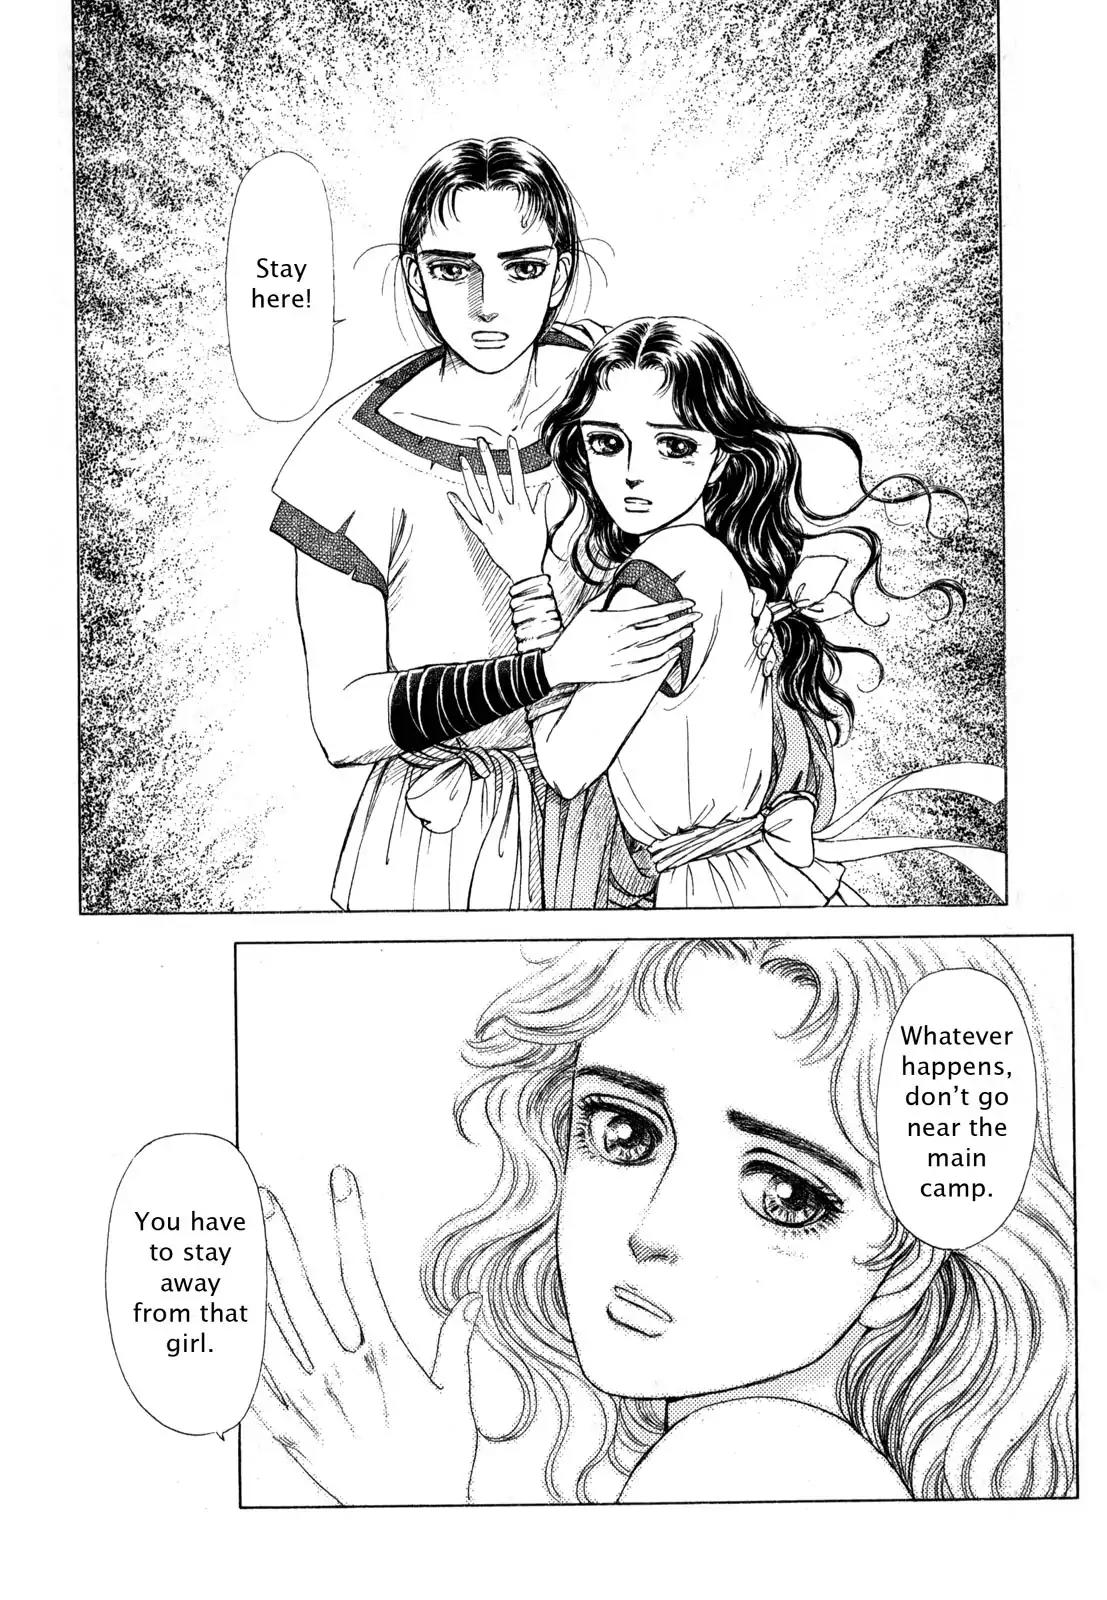 Stay
here!
Whatever
happens,
don't go
near the
main
camp.
You have
to stay
away
from that
girl.